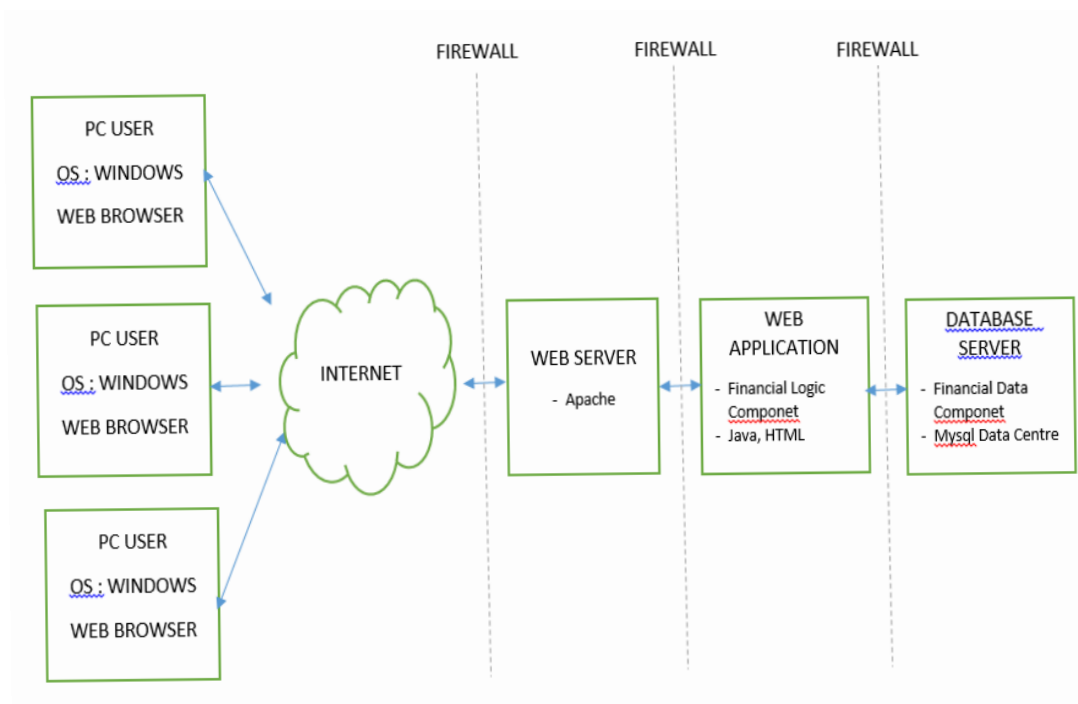 FIREWALL
FIREWALL
FIREWALL
PC USER
OS : WINDOWS
WEB BROWSER
PC USER
OS : WINDOWS
WEB BROWSER
PC USER
OS : WINDOWS
WEB BROWSER
INTERNET
WEB SERVER
- Apache
WEB
APPLICATION
- Financial Logic
Componet
- Java, HTML
DATABASE
SERVER
- Financial Data
Componet
- Mysql Data Centre